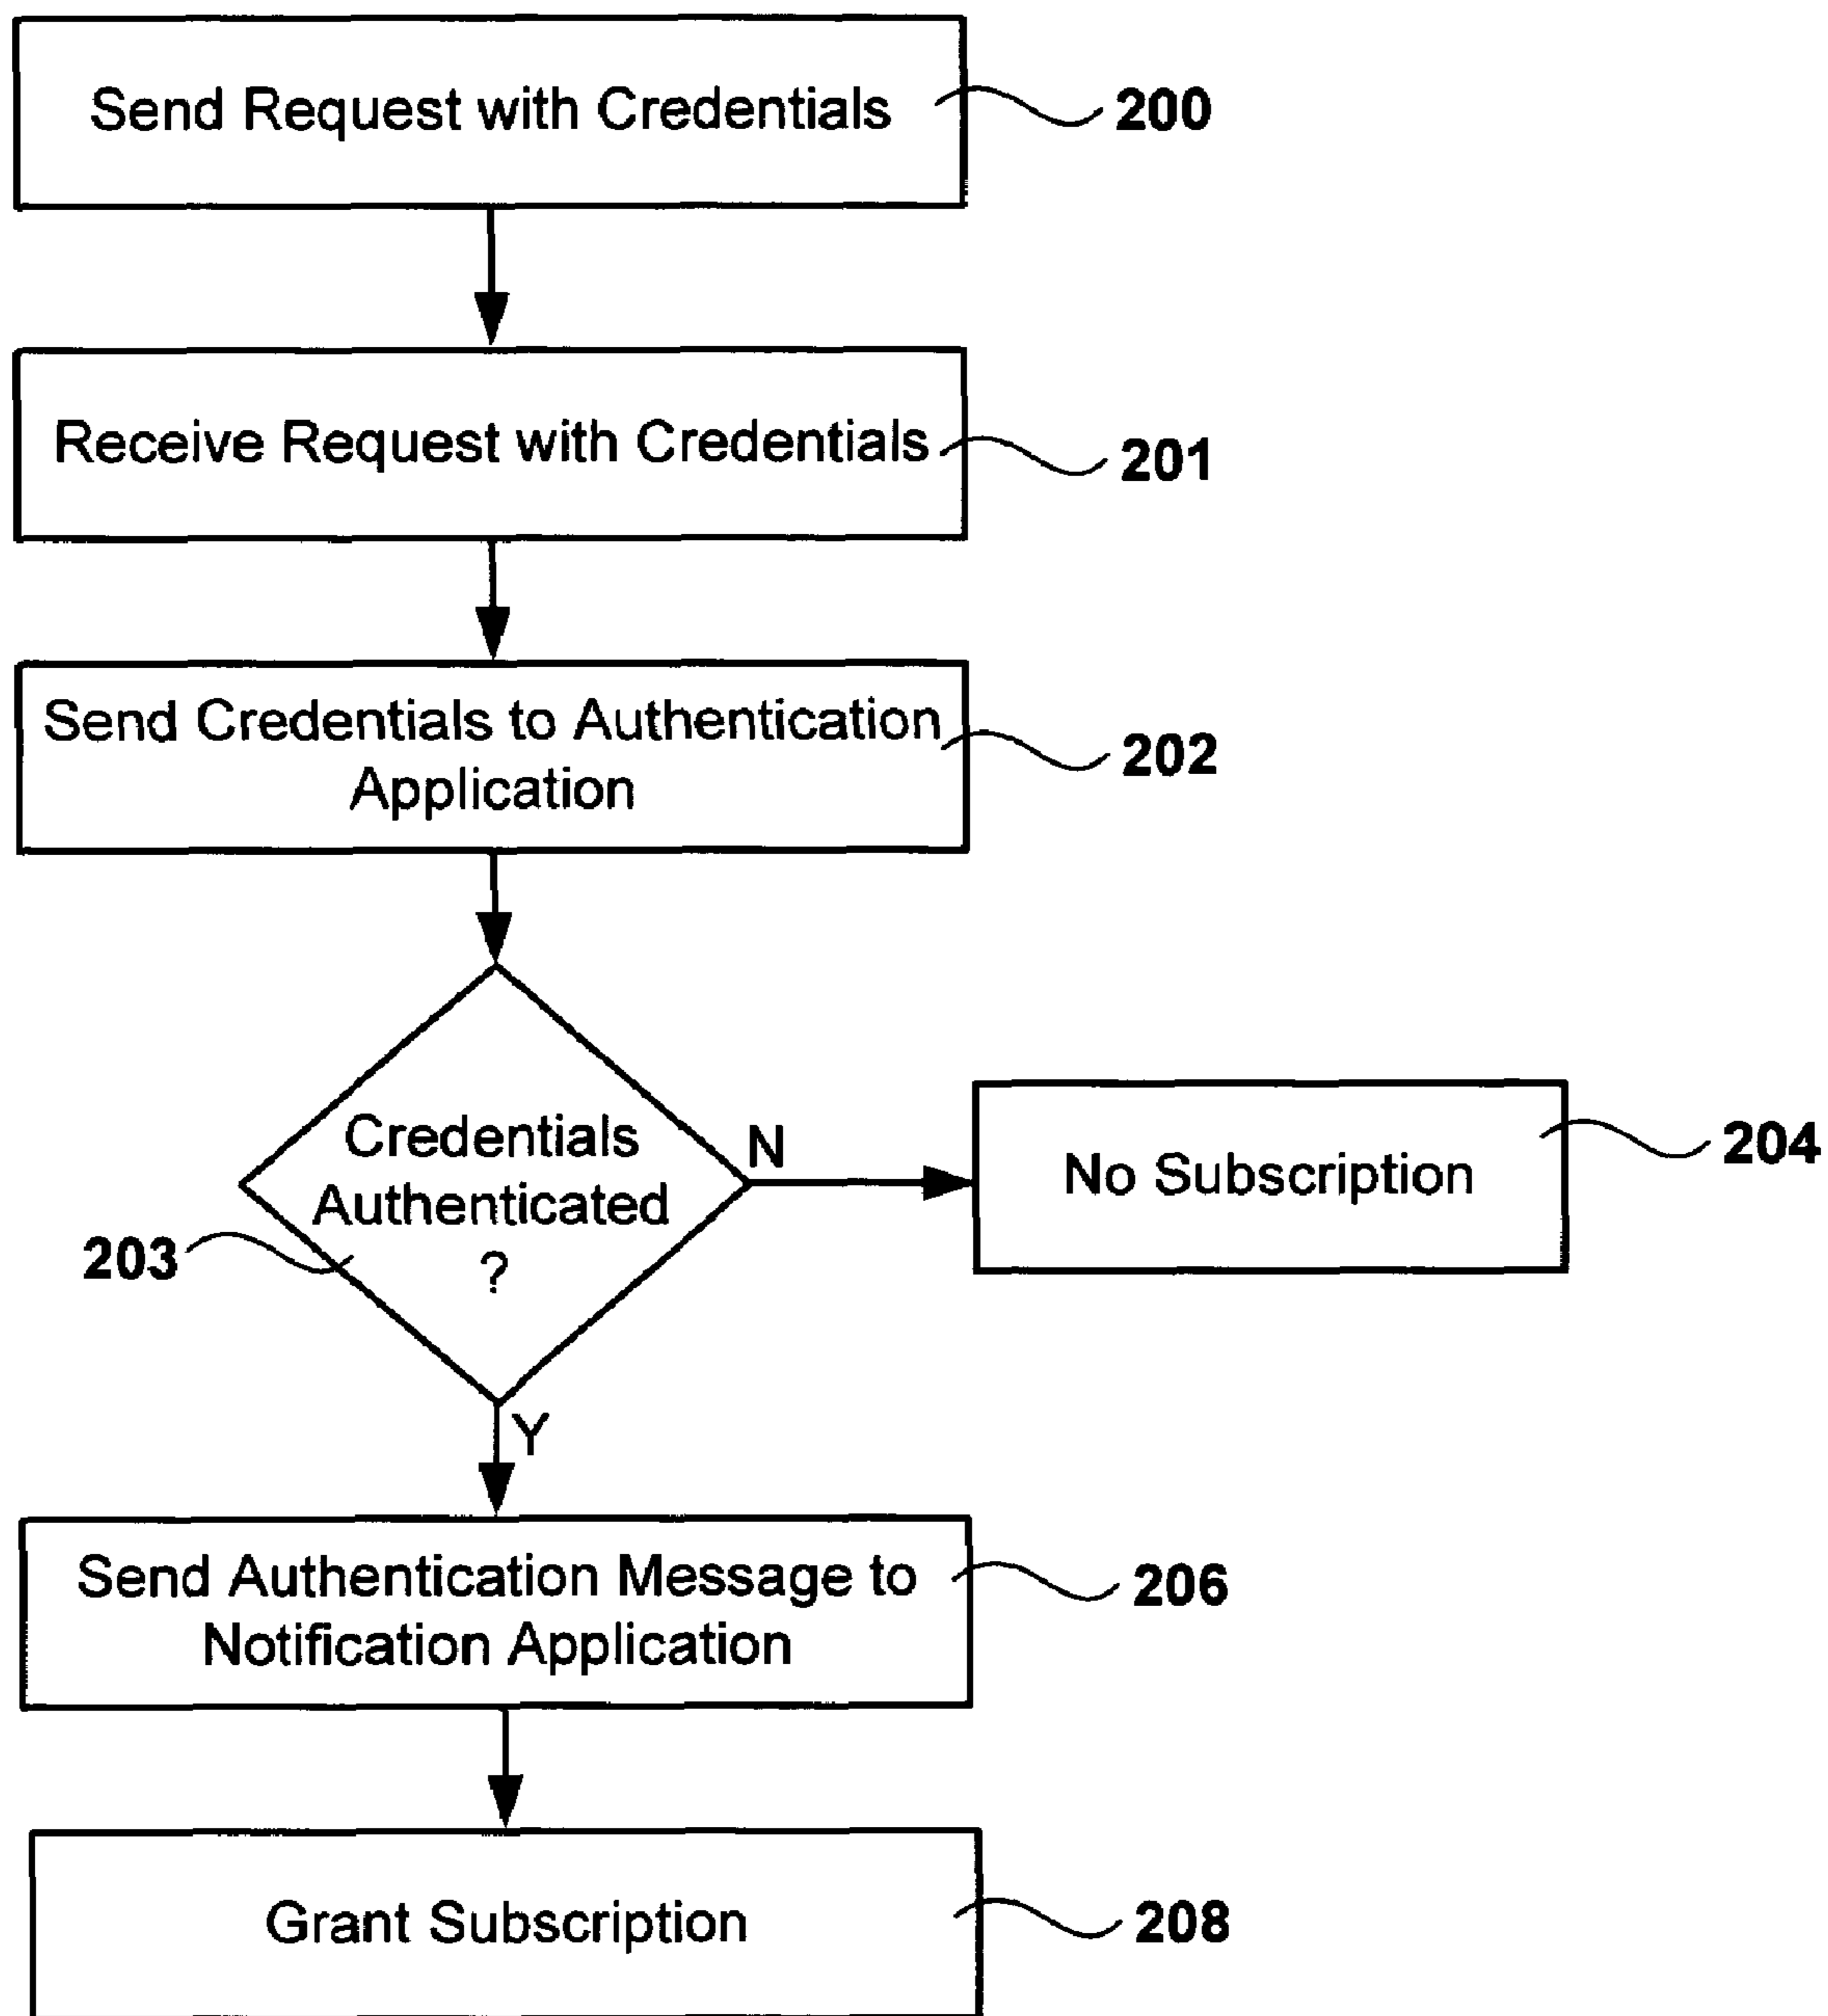 Send Request with Credentials
200
Receive Request with Credentials
201
Send Credentials to Authentication
Application
202
Credentials
Authenticated
?
203
N
No Subscription
204
Y
Send Authentication Message to
Notification Application
206
Grant Subscription
208